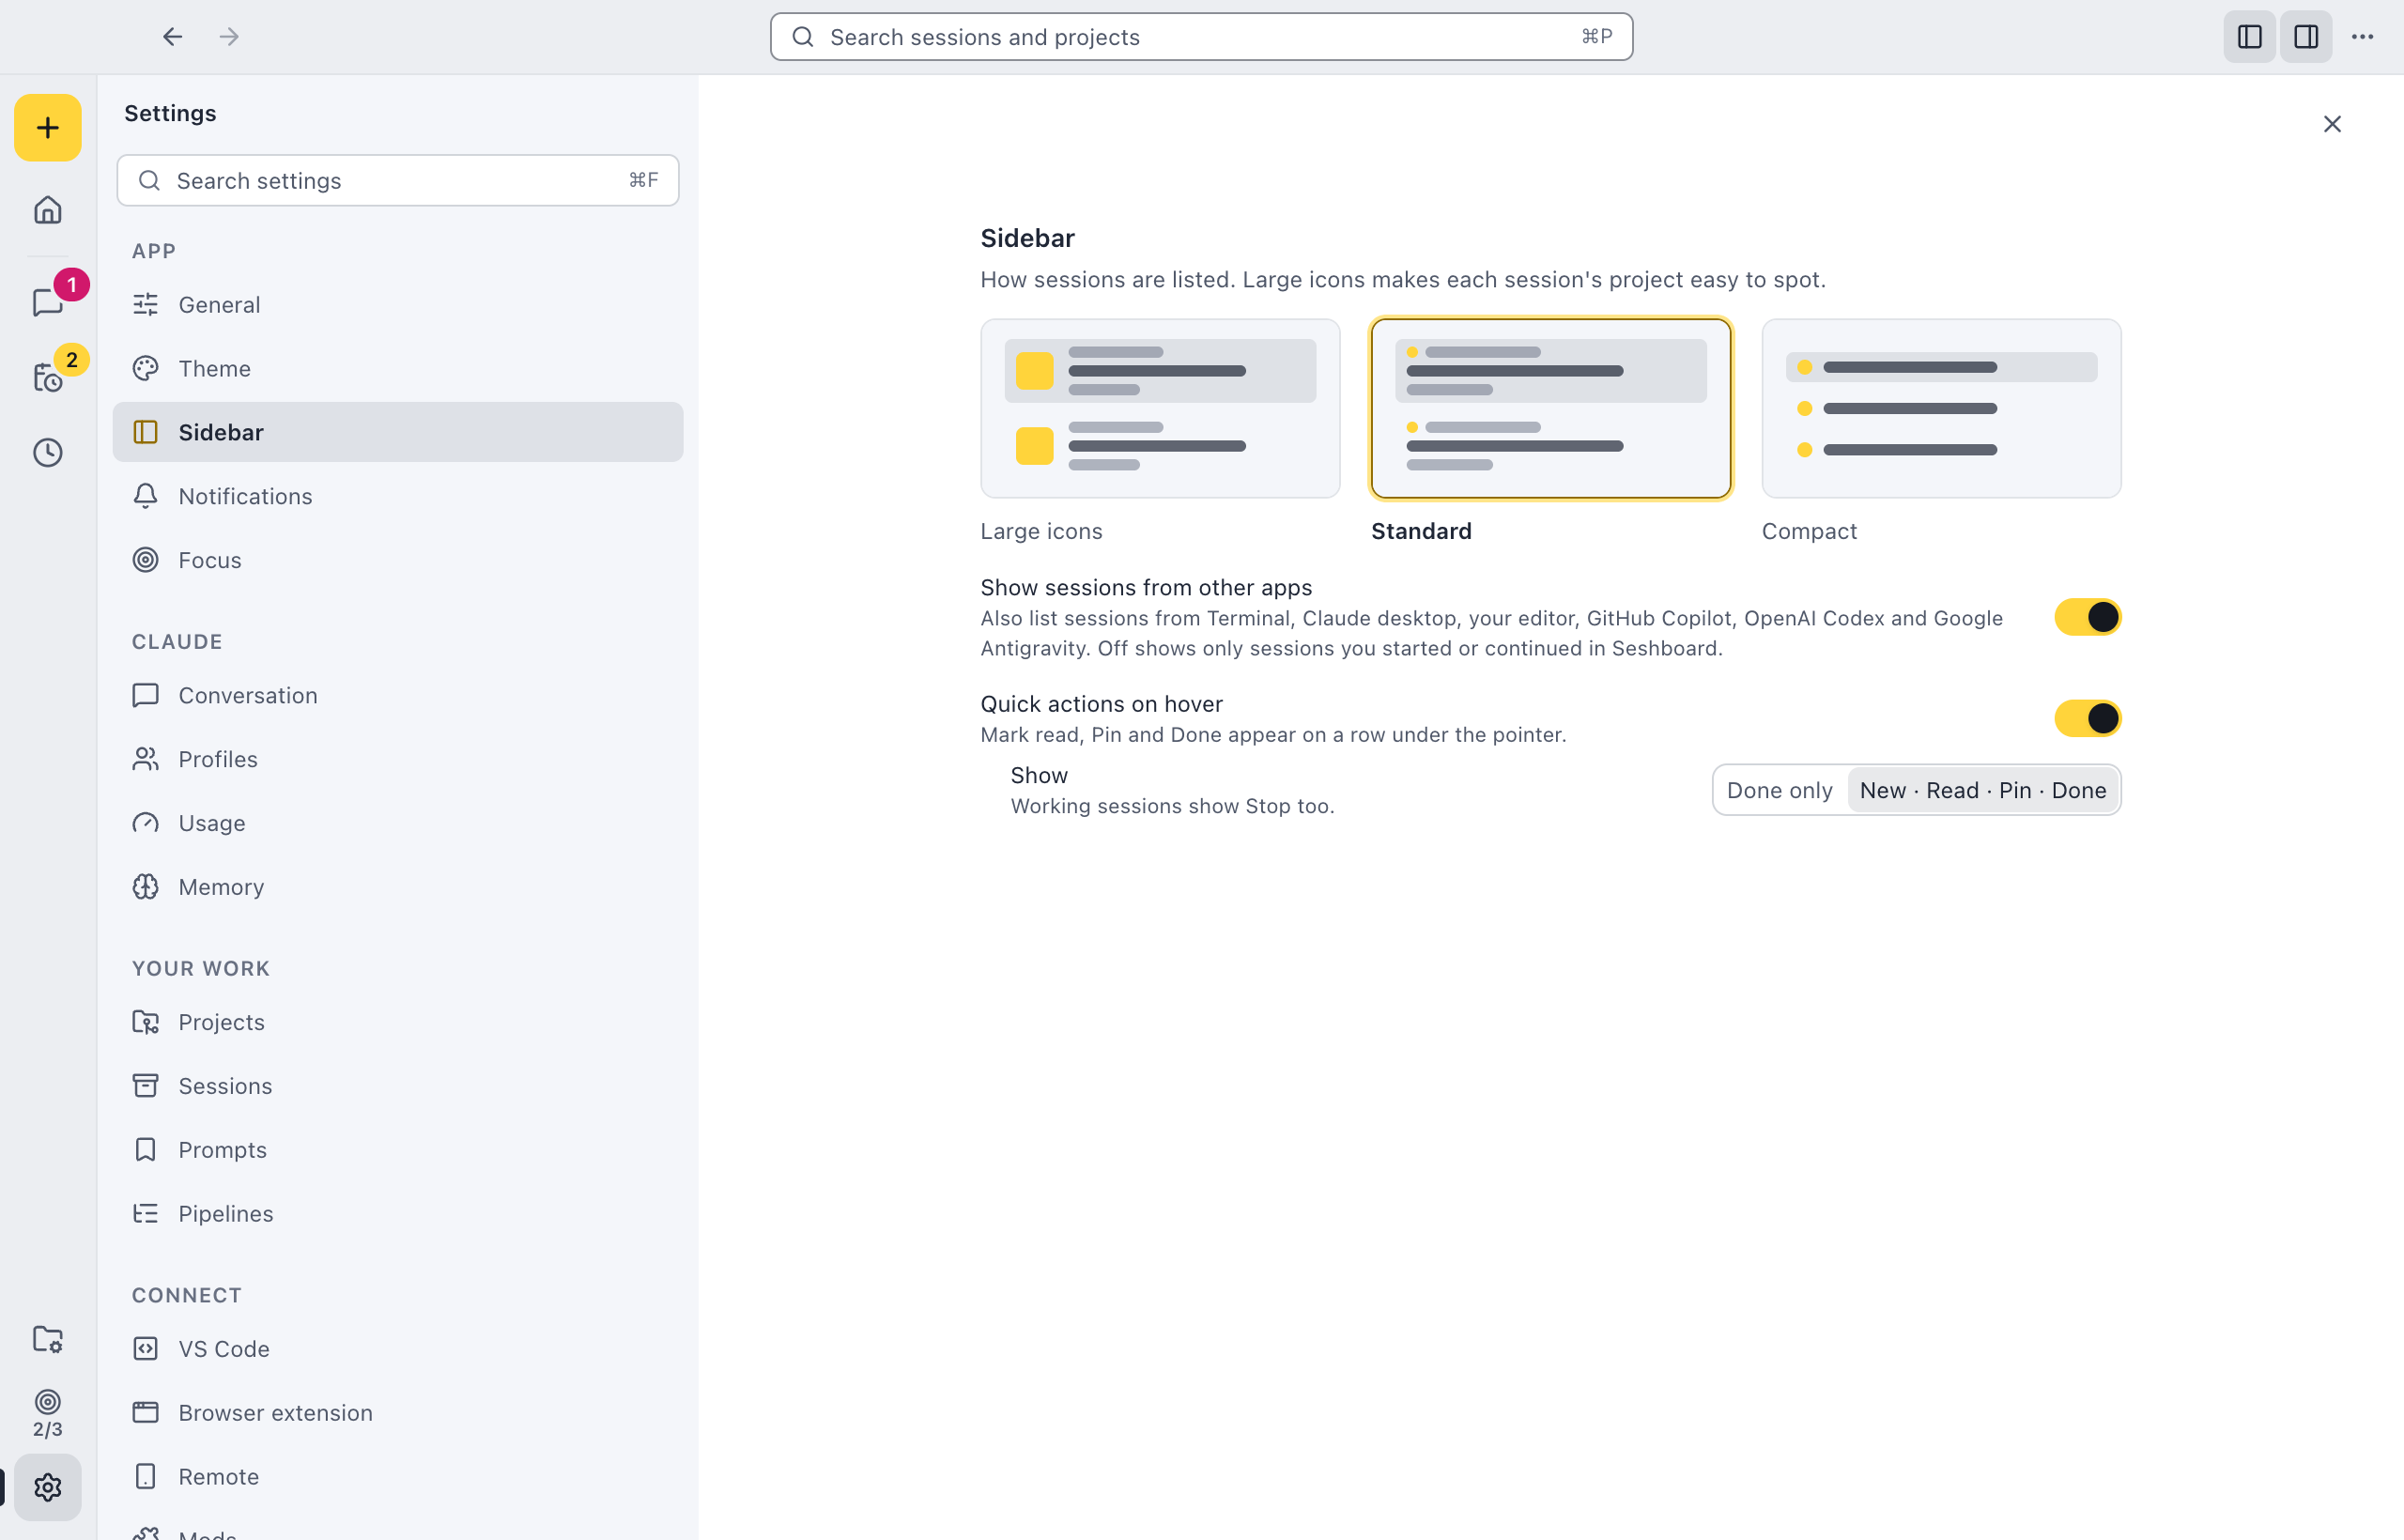 Search sessions and projects ⌘P
Settings
Search settings ⌘F
APP
General
Theme
Sidebar
Notifications
Focus
CLAUDE
Conversation
Profiles
Usage
Memory
YOUR WORK
Projects
Sessions
Prompts
Pipelines
CONNECT
VS Code
Browser extension
Remote
Mods
1
2
2/3
Sidebar
How sessions are listed. Large icons makes each session's project easy to spot.
Large icons
Standard
Compact
Show sessions from other apps
Also list sessions from Terminal, Claude desktop, your editor, GitHub Copilot, OpenAI Codex and Google
Antigravity. Off shows only sessions you started or continued in Seshboard.
Quick actions on hover
Mark read, Pin and Done appear on a row under the pointer.
Show
Working sessions show Stop too.
Done only
New · Read · Pin · Done